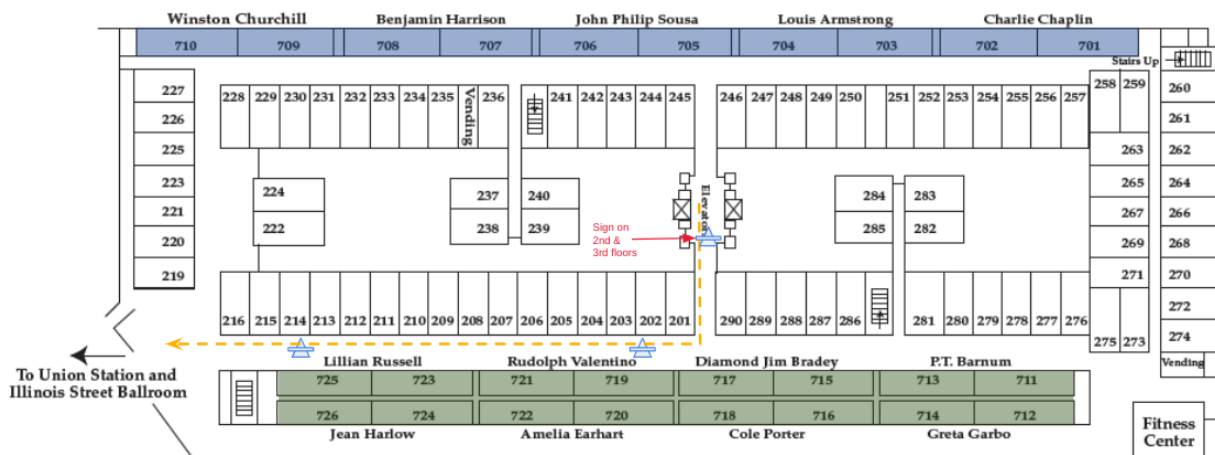 Winston Churchill Benjamin Harrison John Philip Sousa Louis Armstrong Charlie Chaplin
710 709 708 707 706 705 704 703 702 701
Stairs Up
227
226
225
223
221
220
219
228 229 230 231 232 233 234 235 Vending 236 241 242 243 244 245 246 247 248 249 250 251 252 253 254 255 256 257
258 259
263
265
267
269
271
275 273
260
261
262
264
266
268
270
272
274
Vending
224
222
237 240
238 239
Elevator
284 283
285 282
Sign on
2nd &
3rd floors
216 215 214 213 212 211 210 209 208 207 206 205 204 203 202 201 290 289 288 287 286 281 280 279 278 277 276
To Union Station and
Illinois Street Ballroom
Lillian Russell Rudolph Valentino Diamond Jim Bradey P.T. Barnum
725 723 721 719 717 715 713 711
726 724 722 720 718 716 714 712
Jean Harlow Amelia Earhart Cole Porter Greta Garbo
Fitness
Center